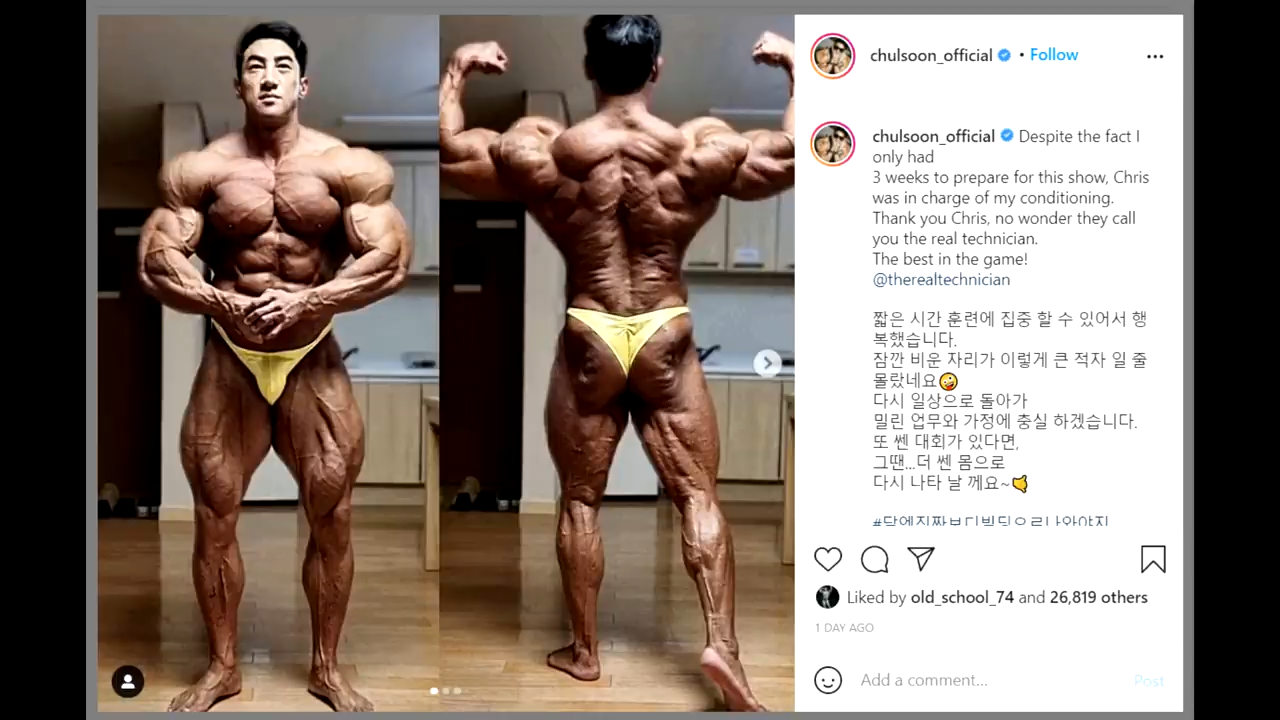 chulsoon_official • Follow
chulsoon_official Despite the fact I
only had
3 weeks to prepare for this show, Chris
was in charge of my conditioning.
Thank you Chris, no wonder they call
you the real technician.
The best in the game!
@therealtechnician
짧은 시간 훈련에 집중 할 수 있어서 행
복했습니다.
잠깐 비운 자리가 이렇게 큰 적자 일 줄
몰랐네요🤪
다시 일상으로 돌아가
밀린 업무와 가정에 충실 하겠습니다.
또 쎈 대회가 있다면,
그땐...더 쎈 몸으로
다시 나타 날 께요~🤙
Liked by old_school_74 and 26,819 others
1 DAY AGO
Add a comment...
Post